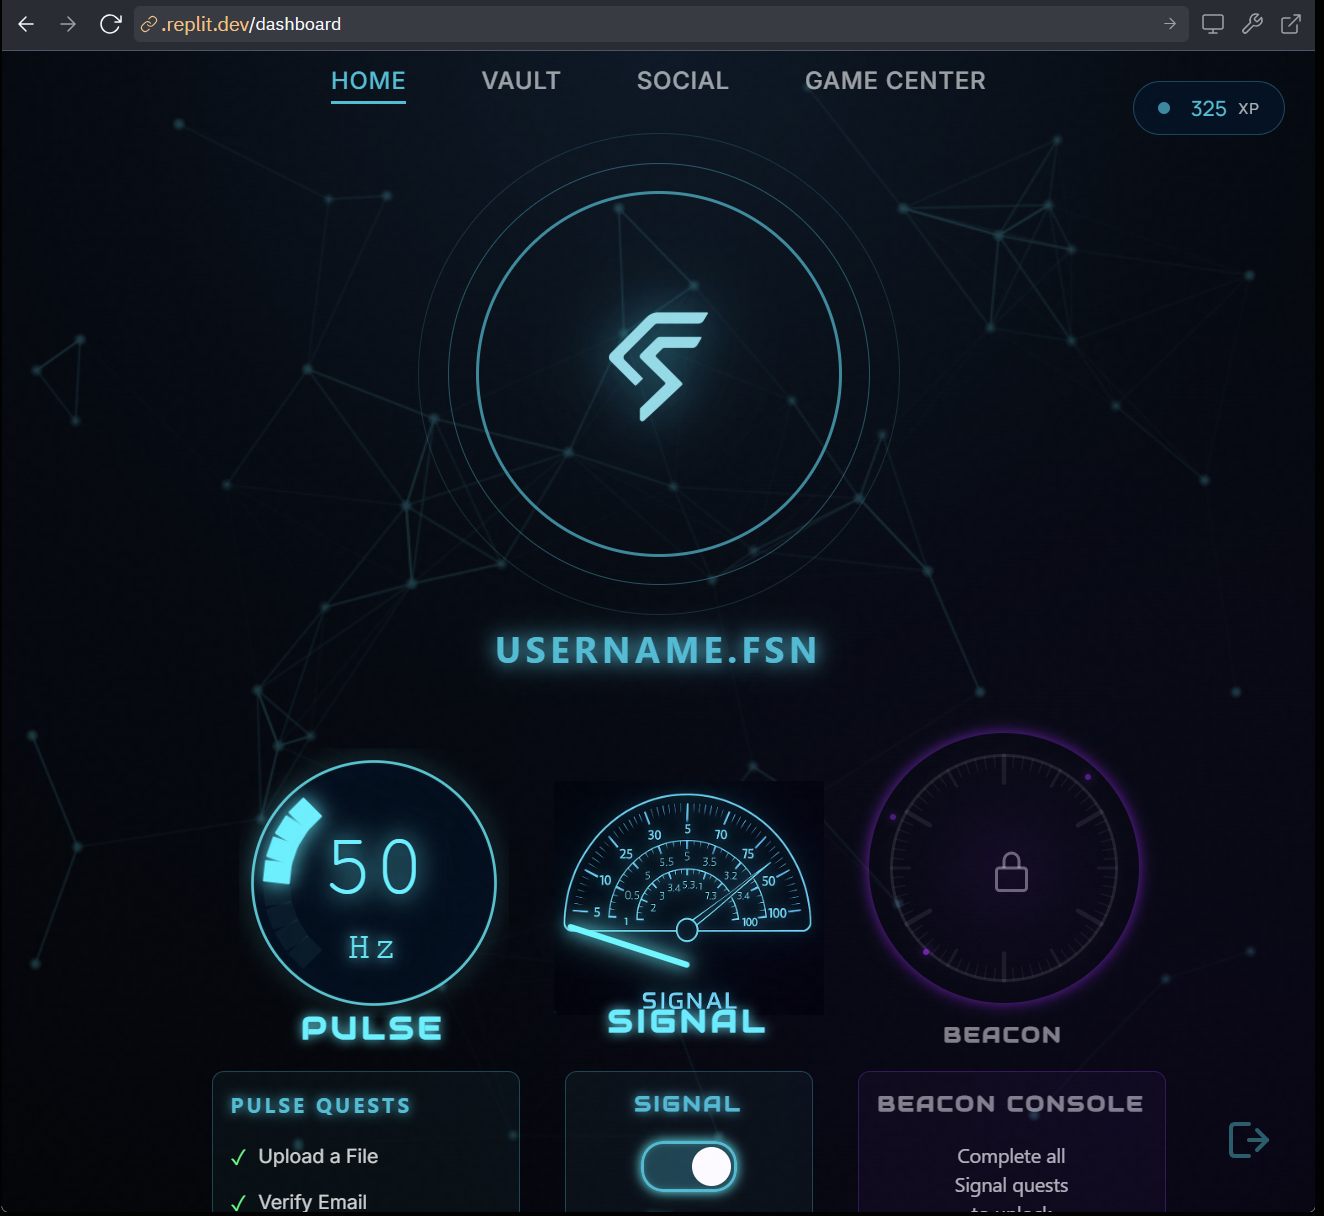 .replit.dev/dashboard
HOME VAULT SOCIAL GAME CENTER
325 XP
USERNAME.FSN
50
Hz
PULSE
5 10 25 30 5 70 75 50 100
1 0.5 5 5.5 5 3.5 3.2 3.4 100
2 3 3.4 5.3.1 7.3
SIGNAL
SIGNAL
BEACON
PULSE QUESTS
✓ Upload a File
✓ Verify Email
SIGNAL
BEACON CONSOLE
Complete all
Signal quests
to unlock